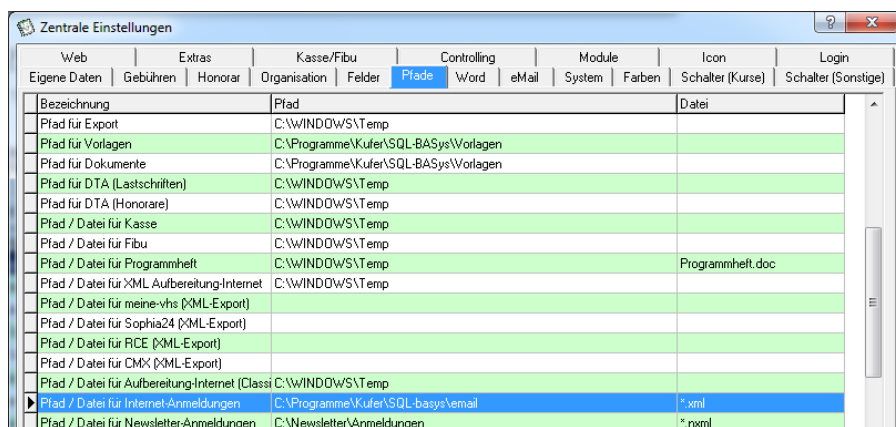 Zentrale Einstellungen
Web Extras Kasse/Fibu Controlling Module Icon Login
Eigene Daten Gebühren Honorar Organisation Felder Pfade Word eMail System Farben Schalter (Kurse) Schalter (Sonstige)
Bezeichnung Pfad Datei
Pfad für Export C:\WINDOWS\Temp
Pfad für Vorlagen C:\Programme\Kufer\SQL-BASys\Vorlagen
Pfad für Dokumente C:\Programme\Kufer\SQL-BASys\Vorlagen
Pfad für DTA (Lastschriften) C:\WINDOWS\Temp
Pfad für DTA (Honorare) C:\WINDOWS\Temp
Pfad / Datei für Kasse C:\WINDOWS\Temp
Pfad / Datei für Fibu C:\WINDOWS\Temp
Pfad / Datei für Programmheft C:\WINDOWS\Temp Programmheft.doc
Pfad / Datei für XML Aufbereitung-Internet C:\WINDOWS\Temp
Pfad / Datei für meine-vhs (XML-Export)
Pfad / Datei für Sophia24 (XML-Export)
Pfad / Datei für RCE (XML-Export)
Pfad / Datei für CMX (XML-Export)
Pfad / Datei für Aufbereitung-Internet (Classi C:\WINDOWS\Temp
Pfad / Datei für Internet-Anmeldungen C:\Programme\Kufer\SQL-basys\email *.xml
Pfad / Datei für Newsletter-Anmeldungen C:\Newsletter\Anmeldungen *.nxml